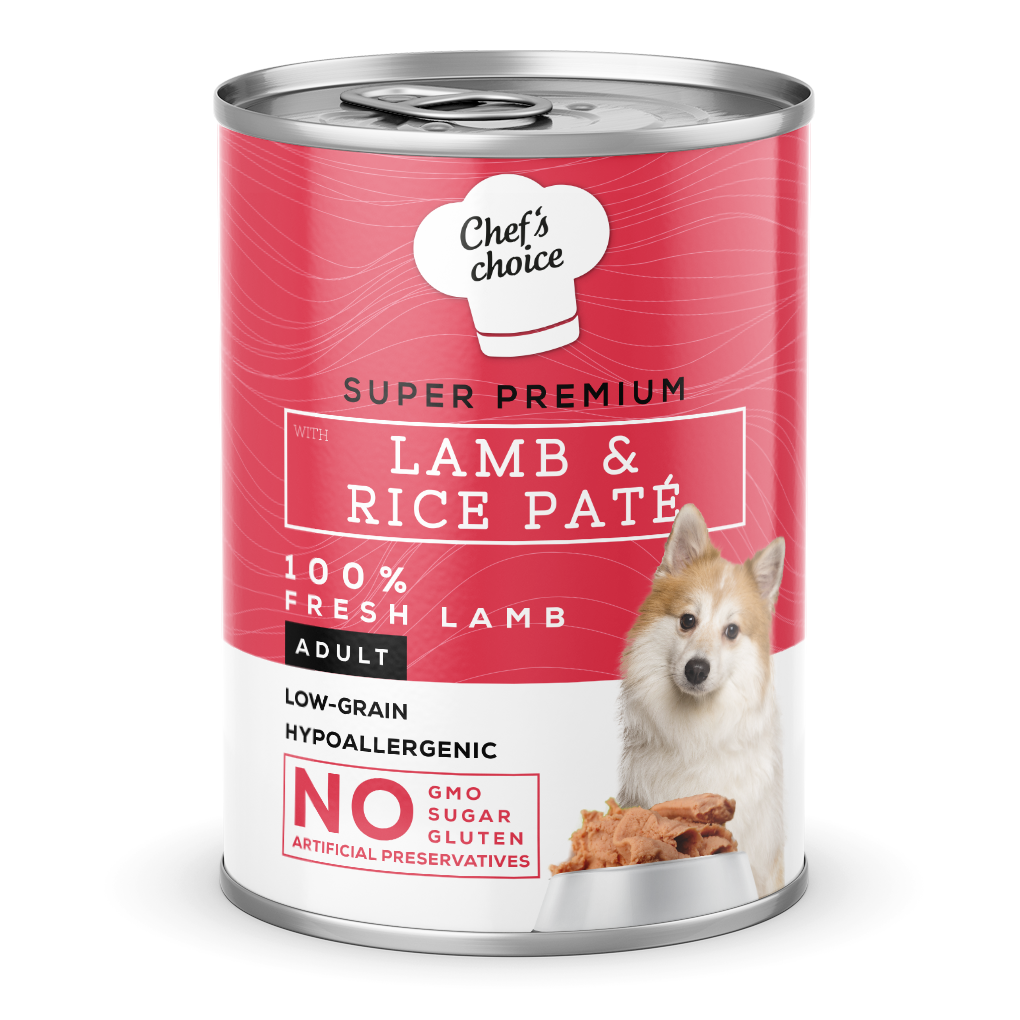 Chef's
choice
SUPER PREMIUM
WITH
LAMB &
RICE PATÉ
100%
FRESH LAMB
ADULT
LOW-GRAIN
HYPOALLERGENIC
NO
GMO
SUGAR
GLUTEN
ARTIFICIAL PRESERVATIVES